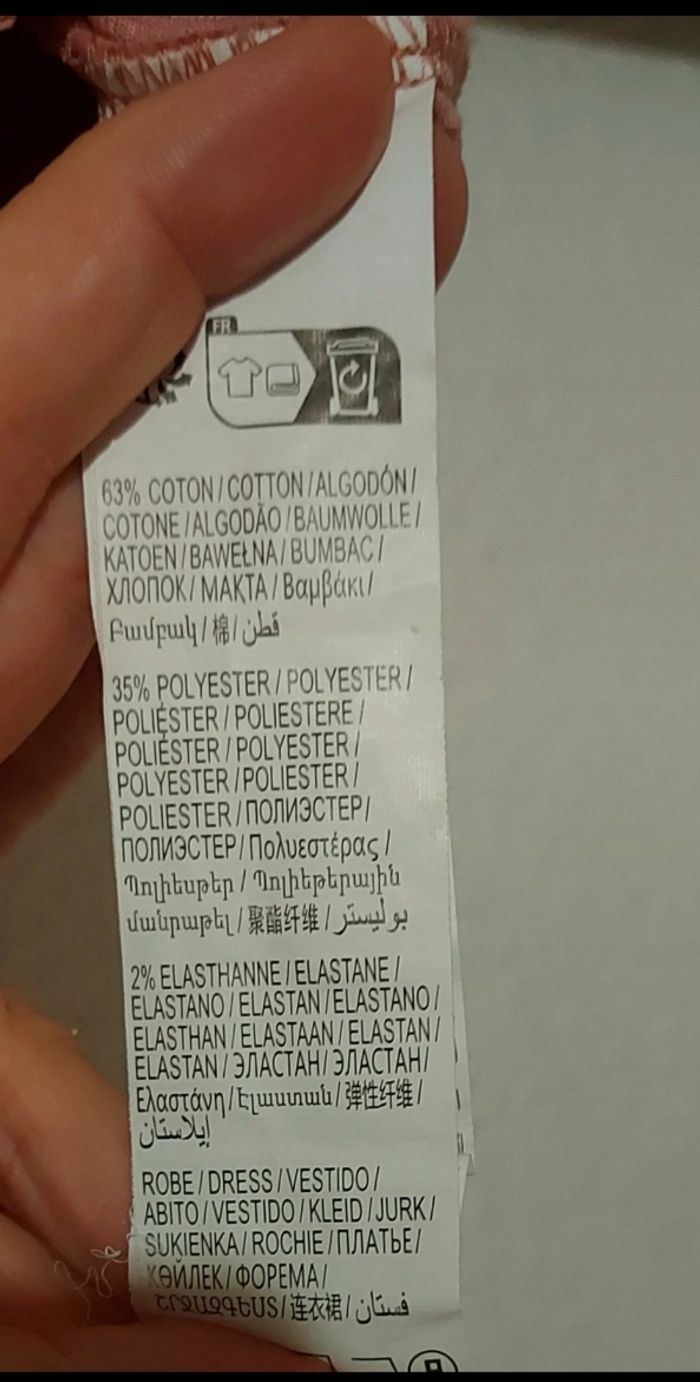 FR
63% COTON / COTTON / ALGODÓN /
COTONE / ALGODÃO / BAUMWOLLE /
KATOEN / BAWEŁNA / BUMBAC /
ХЛОПОК / МАҚТА / Βαμβάκι /
Բամբակ / 棉 / قطن
35% POLYESTER / POLYESTER /
POLIÉSTER / POLIESTERE /
POLIÉSTER / POLYESTER /
POLYESTER / POLIESTER /
POLIESTER / ПОЛИЭСТЕР /
ПОЛИЭСТЕР / Πολυεστέρας /
Պոլիեսթեր / Պոլիեթերային
մանրաթել / 聚酯纤维 / بوليستر
2% ELASTHANNE / ELASTANE /
ELASTANO / ELASTAN / ELASTANO /
ELASTHAN / ELASTAAN / ELASTAN /
ELASTAN / ЭЛАСТАН / ЭЛАСТАН /
Ελαστάνη / Էլաստան / 弹性纤维 /
إيلاستان
ROBE / DRESS / VESTIDO /
ABITO / VESTIDO / KLEID / JURK /
SUKIENKA / ROCHIE / ПЛАТЬЕ /
КӨЙЛЕК / ΦΟΡΕΜΑ /
ՇՐՋԱԶԳԵՍՏ / 连衣裙 / فستان